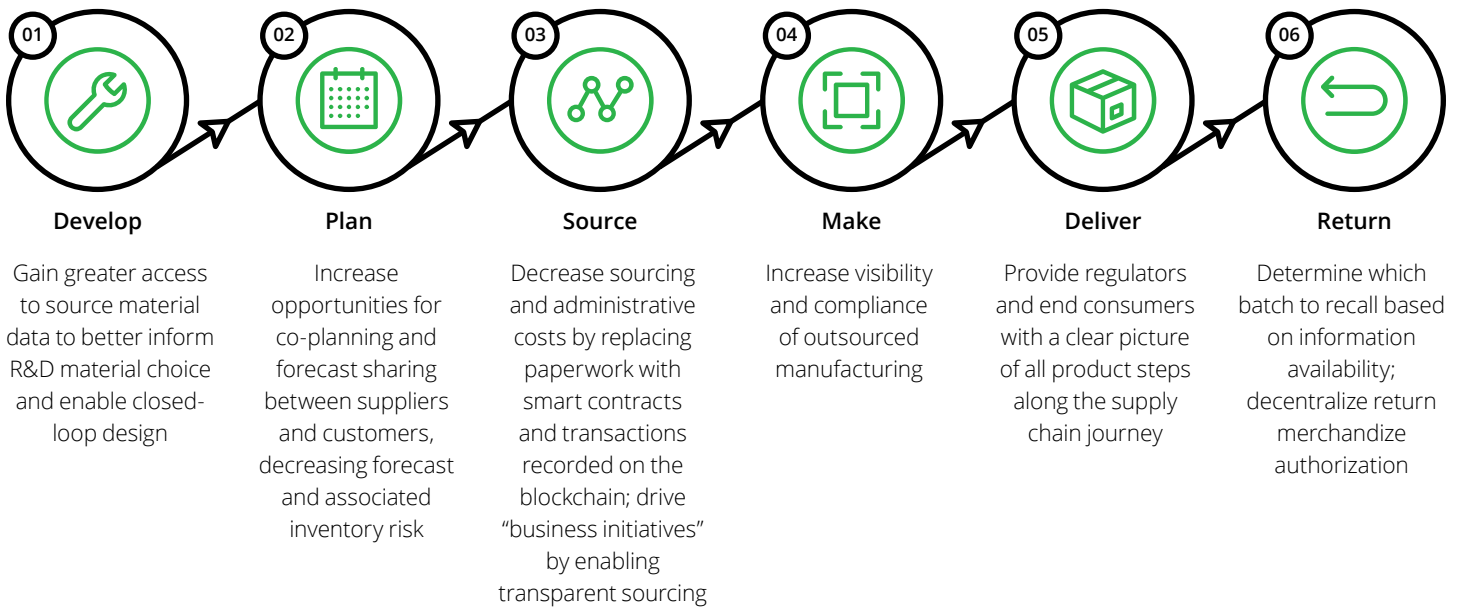 01
Develop
Gain greater access
to source material
data to better inform
R&D material choice
and enable closed-
loop design
02
Plan
Increase
opportunities for
co-planning and
forecast sharing
between suppliers
and customers,
decreasing forecast
and associated
inventory risk
03
Source
Decrease sourcing
and administrative
costs by replacing
paperwork with
smart contracts
and transactions
recorded on the
blockchain; drive
“business initiatives”
by enabling
transparent sourcing
04
Make
Increase visibility
and compliance
of outsourced
manufacturing
05
Deliver
Provide regulators
and end consumers
with a clear picture
of all product steps
along the supply
chain journey
06
Return
Determine which
batch to recall based
on information
availability;
decentralize return
merchandize
authorization